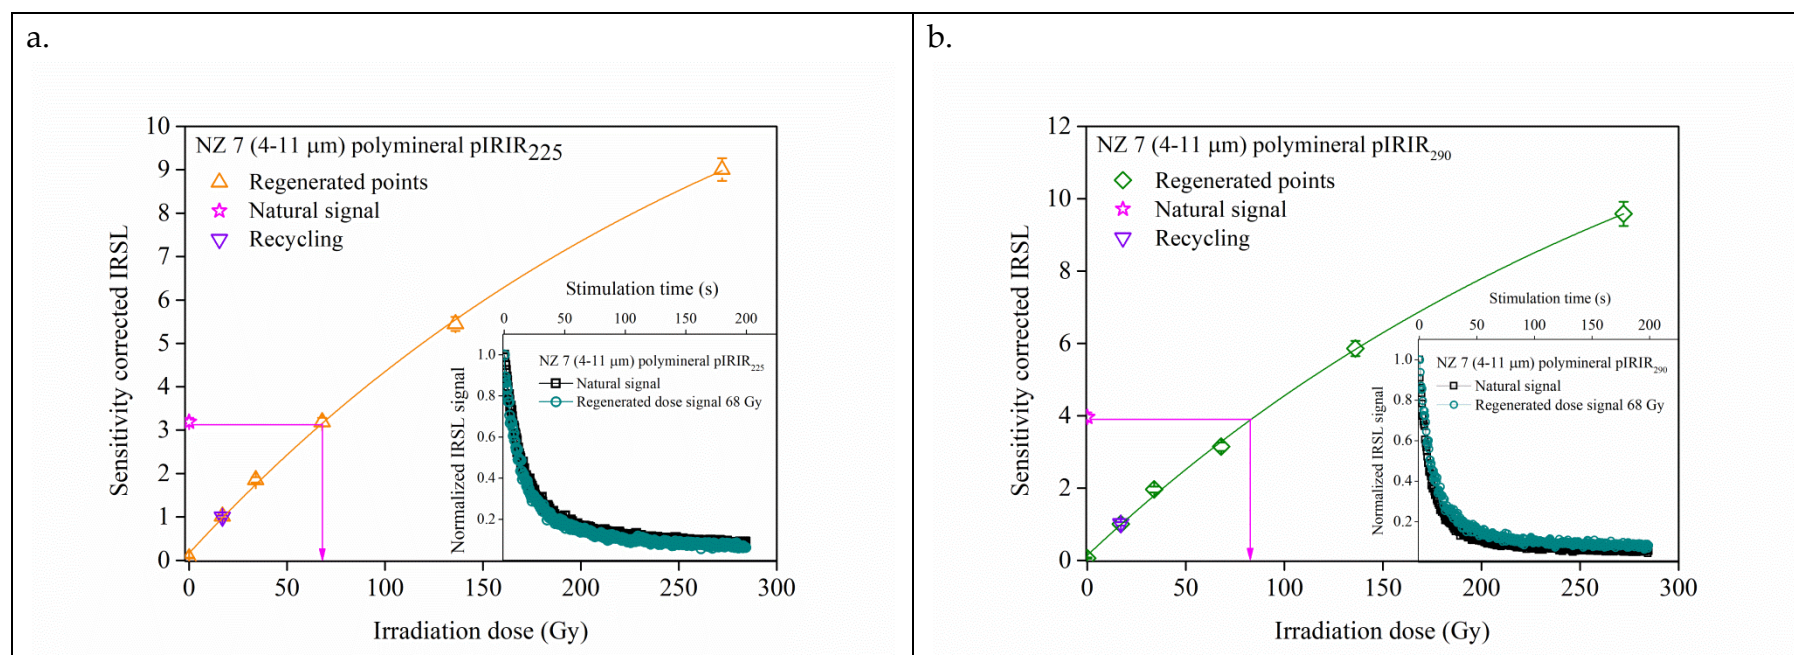 a.
NZ 7 (4-11 μm) polymineral pIRIR225
Regenerated points
Natural signal
Recycling
Sensitivity corrected IRSL
10
9
8
7
6
5
4
3
2
1
0
0 50 100 150 200 250 300
Irradiation dose (Gy)
Stimulation time (s)
0 50 100 150 200
NZ 7 (4-11 μm) polymineral pIRIR225
Natural signal
Regenerated dose signal 68 Gy
Normalized IRSL signal
1.0
0.8
0.6
0.4
0.2
b.
NZ 7 (4-11 μm) polymineral pIRIR290
Regenerated points
Natural signal
Recycling
Sensitivity corrected IRSL
12
10
8
6
4
2
0
0 50 100 150 200 250 300
Irradiation dose (Gy)
Stimulation time (s)
0 50 100 150 200
NZ 7 (4-11 μm) polymineral pIRIR290
Natural signal
Regenerated dose signal 68 Gy
Normalized IRSL signal
1.0
0.8
0.6
0.4
0.2